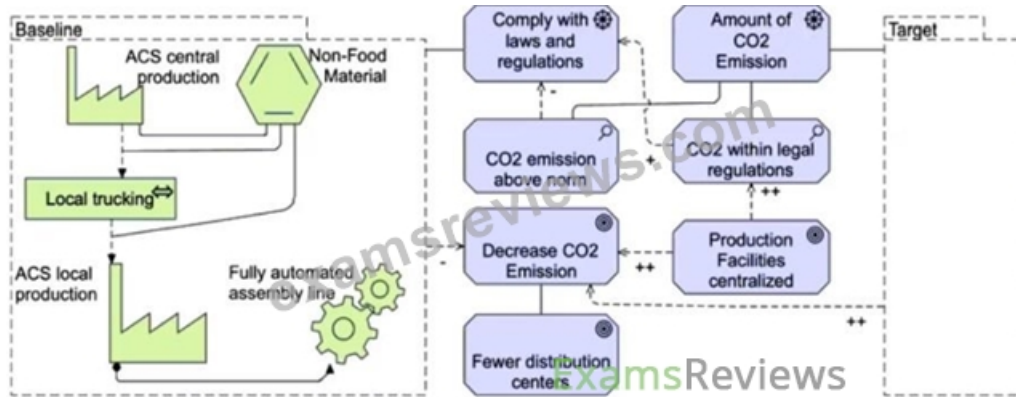 Baseline
ACS central
production
Non-Food
Material
Local trucking
ACS local
production
Fully automated
assembly line
Comply with
laws and
regulations
Amount of
CO2
Emission
-
CO2 emission
above norm
+
CO2 within legal
regulations
++
Decrease CO2
Emission
-
++
Production
Facilities
centralized
++
Fewer distribution
centers
Target
examsreviews.com
ExamsReviews